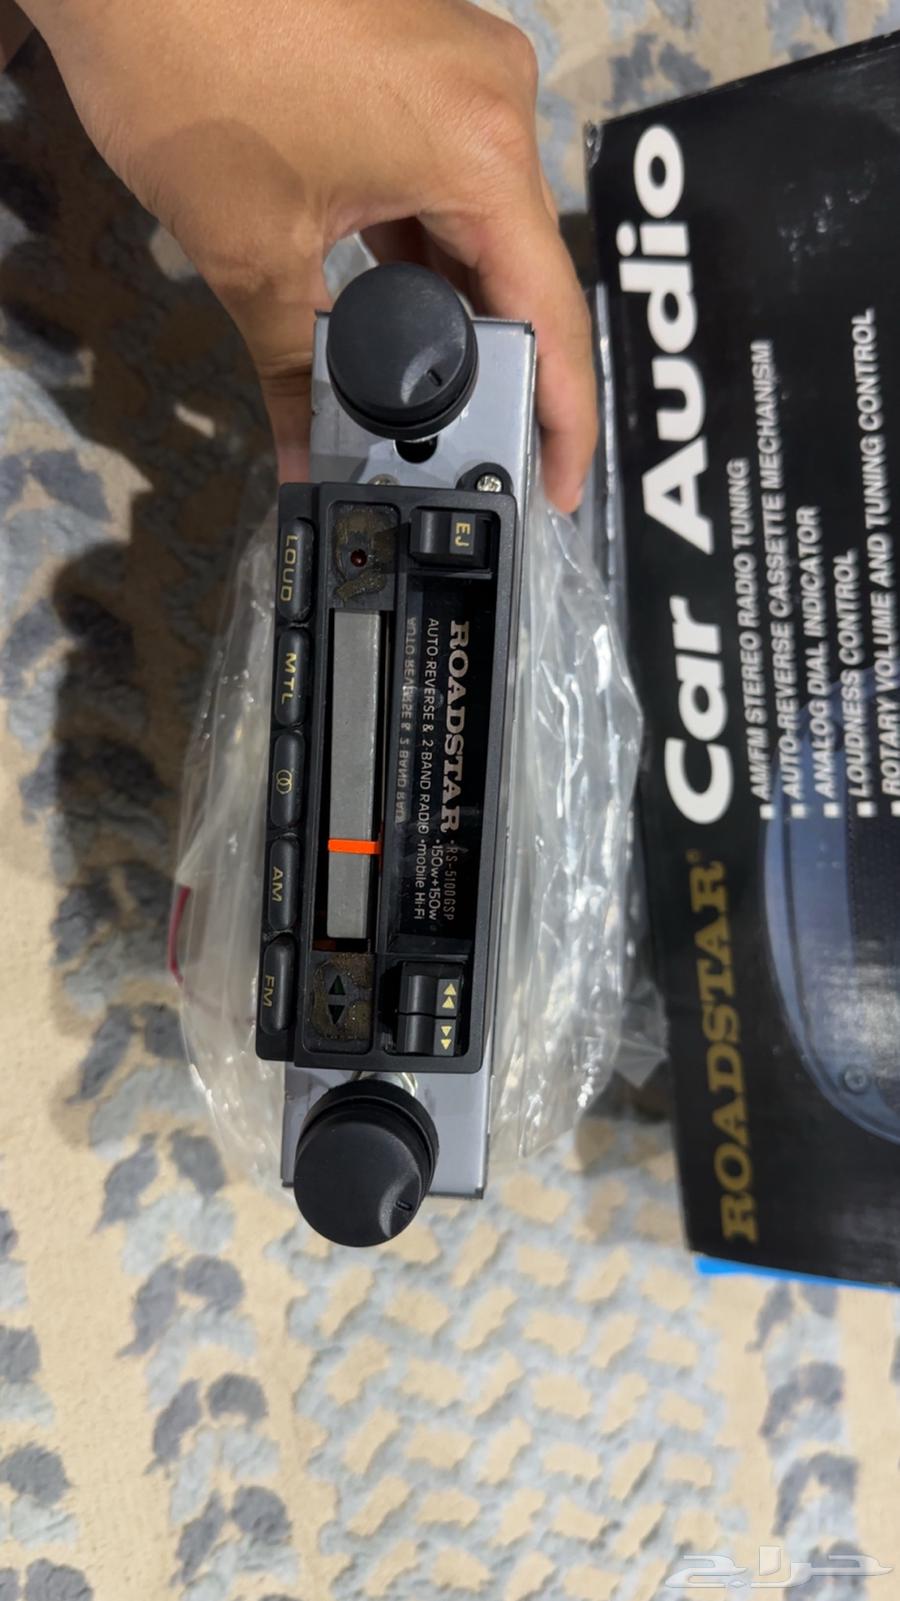 LOUD
MTL
AM
FM
EJ
ROADSTAR
RS-5100GSP
AUTO-REVERSE & 2-BAND RADIO
•150w+150w
•mobile Hi-Fi
ROADSTAR®
Car Audio
AM/FM STEREO RADIO TUNING
AUTO-REVERSE CASSETTE MECHANISM
ANALOG DIAL INDICATOR
LOUDNESS CONTROL
ROTARY VOLUME AND TUNING CONTROL
حراج